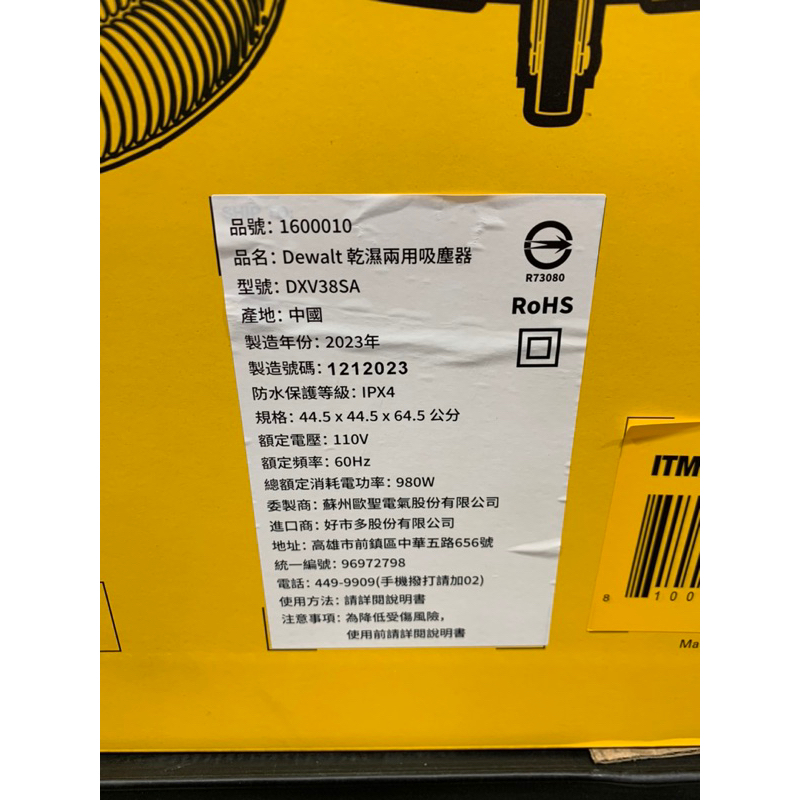 品號: 1600010
品名: Dewalt 乾濕兩用吸塵器
型號: DXV38SA
產地: 中國
製造年份: 2023年
製造號碼: 1212023
防水保護等級: IPX4
規格: 44.5 x 44.5 x 64.5 公分
額定電壓: 110V
額定頻率: 60Hz
總額定消耗電功率: 980W
委製商: 蘇州歐聖電氣股份有限公司
進口商: 好市多股份有限公司
地址: 高雄市前鎮區中華五路656號
統一編號: 96972798
電話: 449-9909(手機撥打請加02)
使用方法: 請詳閱說明書
注意事項: 為降低受傷風險,
使用前請詳閱說明書
R73080
RoHS
ITM
8 100
Ma